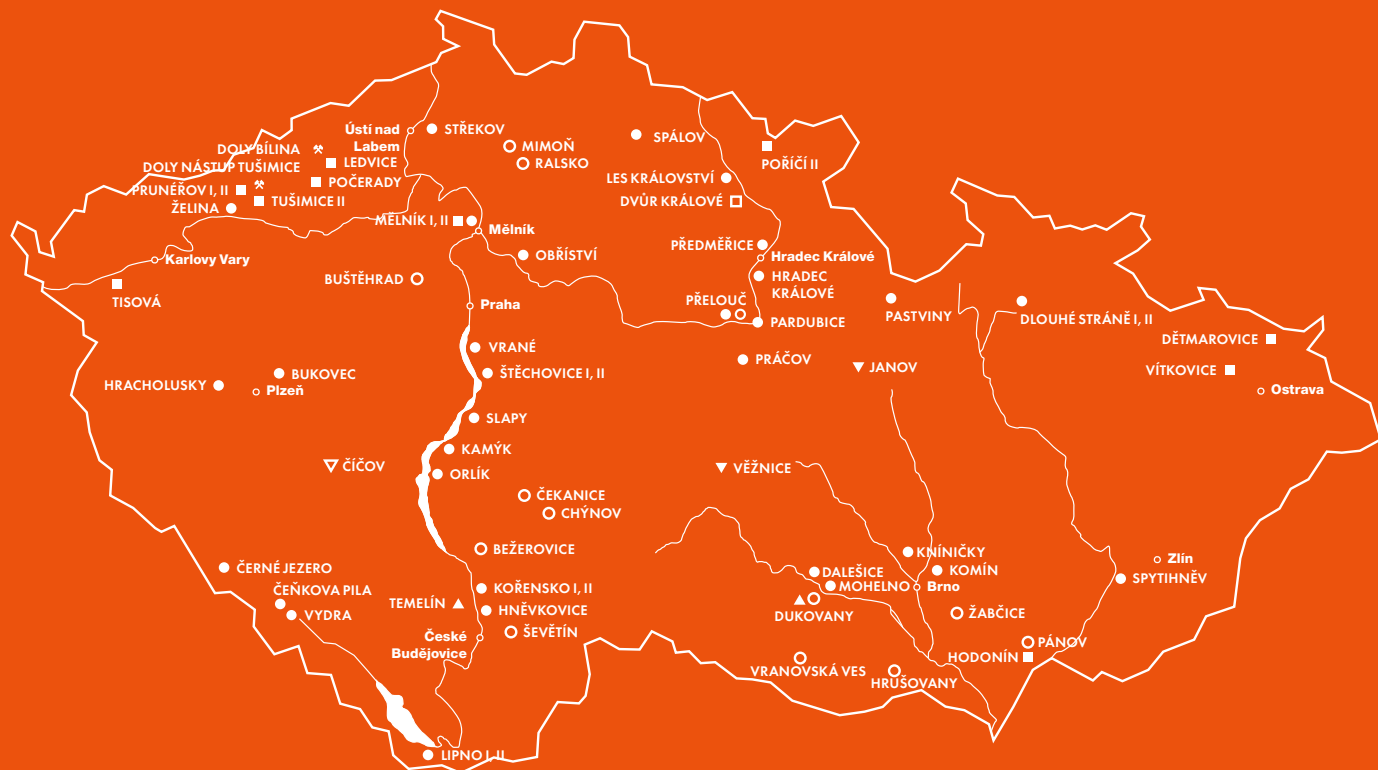 Ústí nad
Labem
STŘEKOV
SPÁLOV
DOLY BÍLINA
MIMOŇ
POŘÍČÍ II
DOLY NÁSTUP TUŠIMICE
LEDVICE
RALSKO
PRUNÉŘOV I, II
POČERADY
LES KRÁLOVSTVÍ
ŽELINA
TUŠIMICE II
DVŮR KRÁLOVÉ
MĚLNÍK I, II
Mělník
PŘEDMĚŘICE
Karlovy Vary
OBŘÍSTVÍ
Hradec Králové
BUŠTĚHRAD
HRADEC
KRÁLOVÉ
TISOVÁ
Praha
PŘELOUČ
PARDUBICE
PASTVINY
DLOUHÉ STRÁNĚ I, II
DĚTMAROVICE
VRANÉ
PRÁČOV
JANOV
VÍTKOVICE
HRACHOLUSKY
BUKOVEC
ŠTĚCHOVICE I, II
Plzeň
Ostrava
SLAPY
KAMÝK
ČÍČOV
ORLÍK
VĚŽNICE
ČEKANICE
CHÝNOV
BEŽEROVICE
KNÍNIČKY
Zlín
ČERNÉ JEZERO
DALEŠICE
KOMÍN
SPYTIHNĚV
ČEŇKOVA PILA
KOŘENSKO I, II
MOHELNO
Brno
VYDRA
TEMELÍN
HNĚVKOVICE
DUKOVANY
ŽABČICE
České
Budějovice
ŠEVĚTÍN
PÁNOV
HODONÍN
VRANOVSKÁ VES
HRUŠOVANY
LIPNO I, II